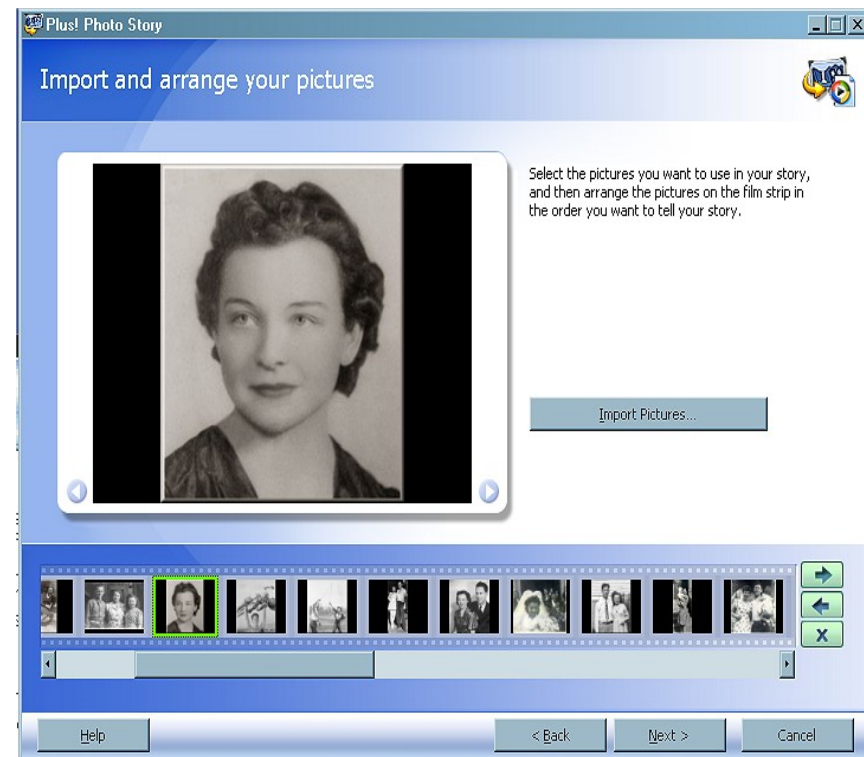 Plus! Photo Story
Import and arrange your pictures
Select the pictures you want to use in your story,
and then arrange the pictures on the film strip in
the order you want to tell your story.
Import Pictures...
Help
< Back
Next >
Cancel